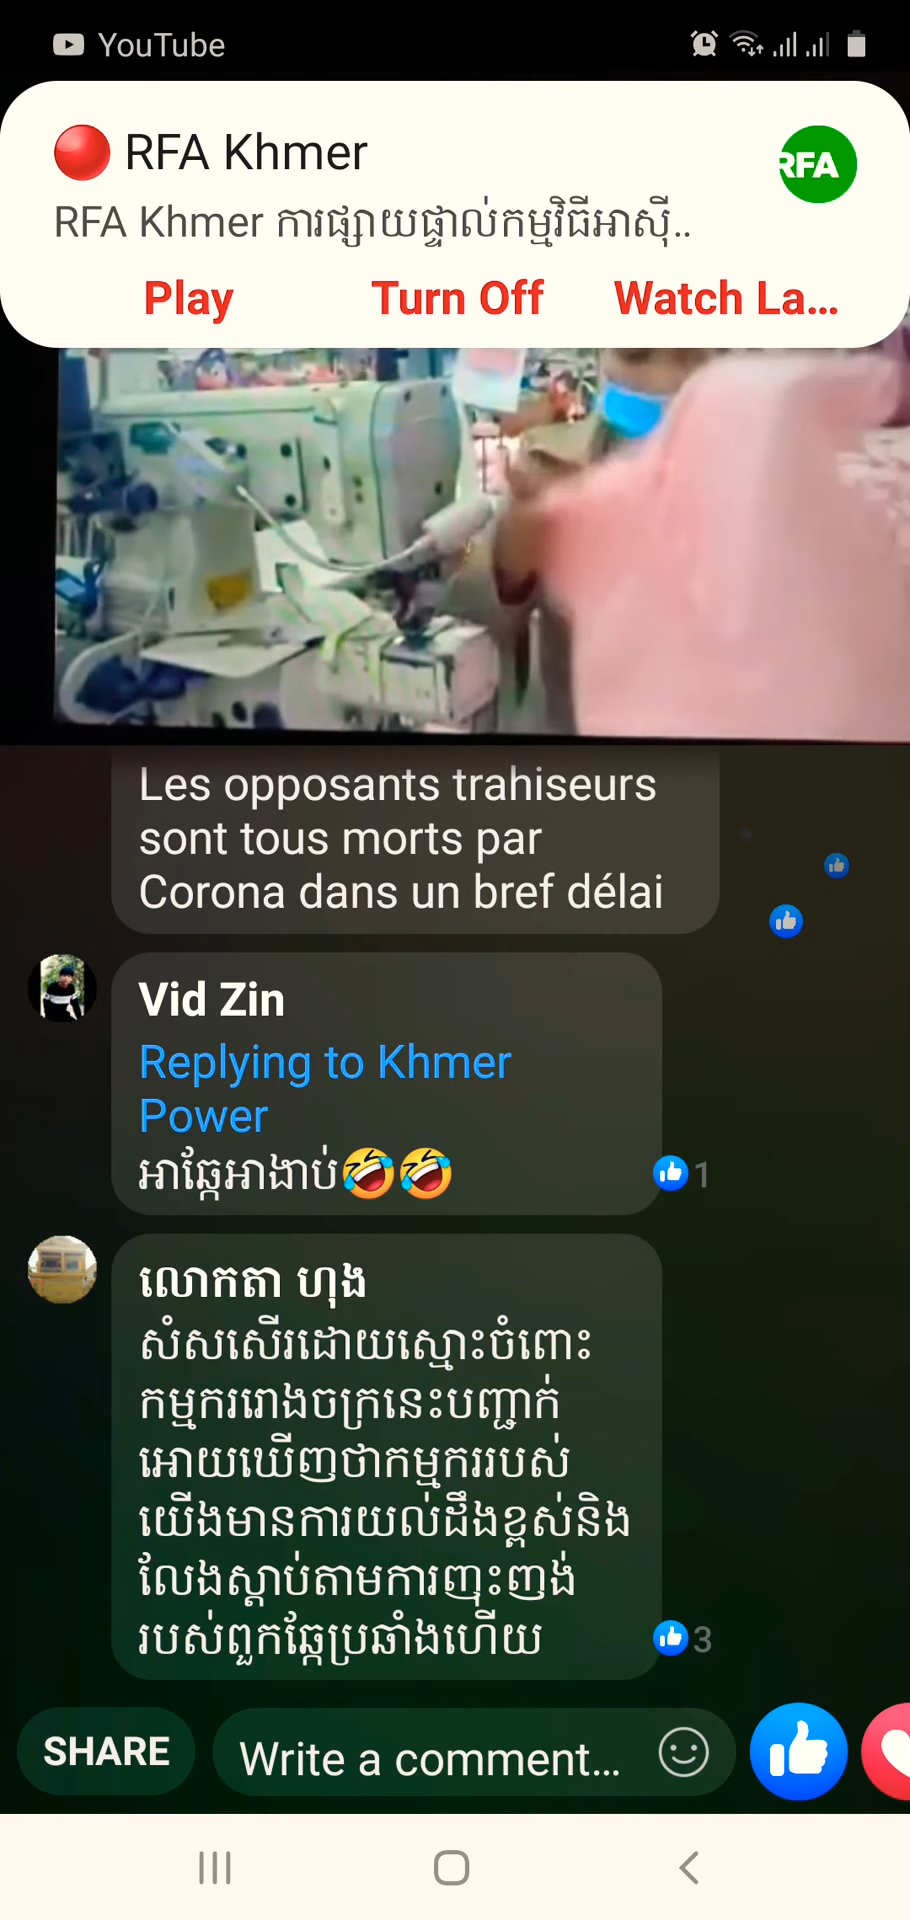 YouTube
RFA Khmer
RFA
RFA Khmer ការផ្សាយផ្ទាល់កម្មវិធីអាស៊ី..
Play Turn Off Watch La...
Les opposants trahiseurs
sont tous morts par
Corona dans un bref délai
Vid Zin
Replying to Khmer
Power
អាឆ្កែអាងាប់🤣🤣
1
លោកតា ហុង
សំសសើរដោយស្មោះចំពោះ
កម្មកររោងចក្រនេះបញ្ជាក់
អោយឃើញថាកម្មកររបស់
យើងមានការយល់ដឹងខ្ពស់និង
លែងស្តាប់តាមការញុះញង់
របស់ពួកឆ្កែប្រឆាំងហើយ
3
SHARE Write a comment...